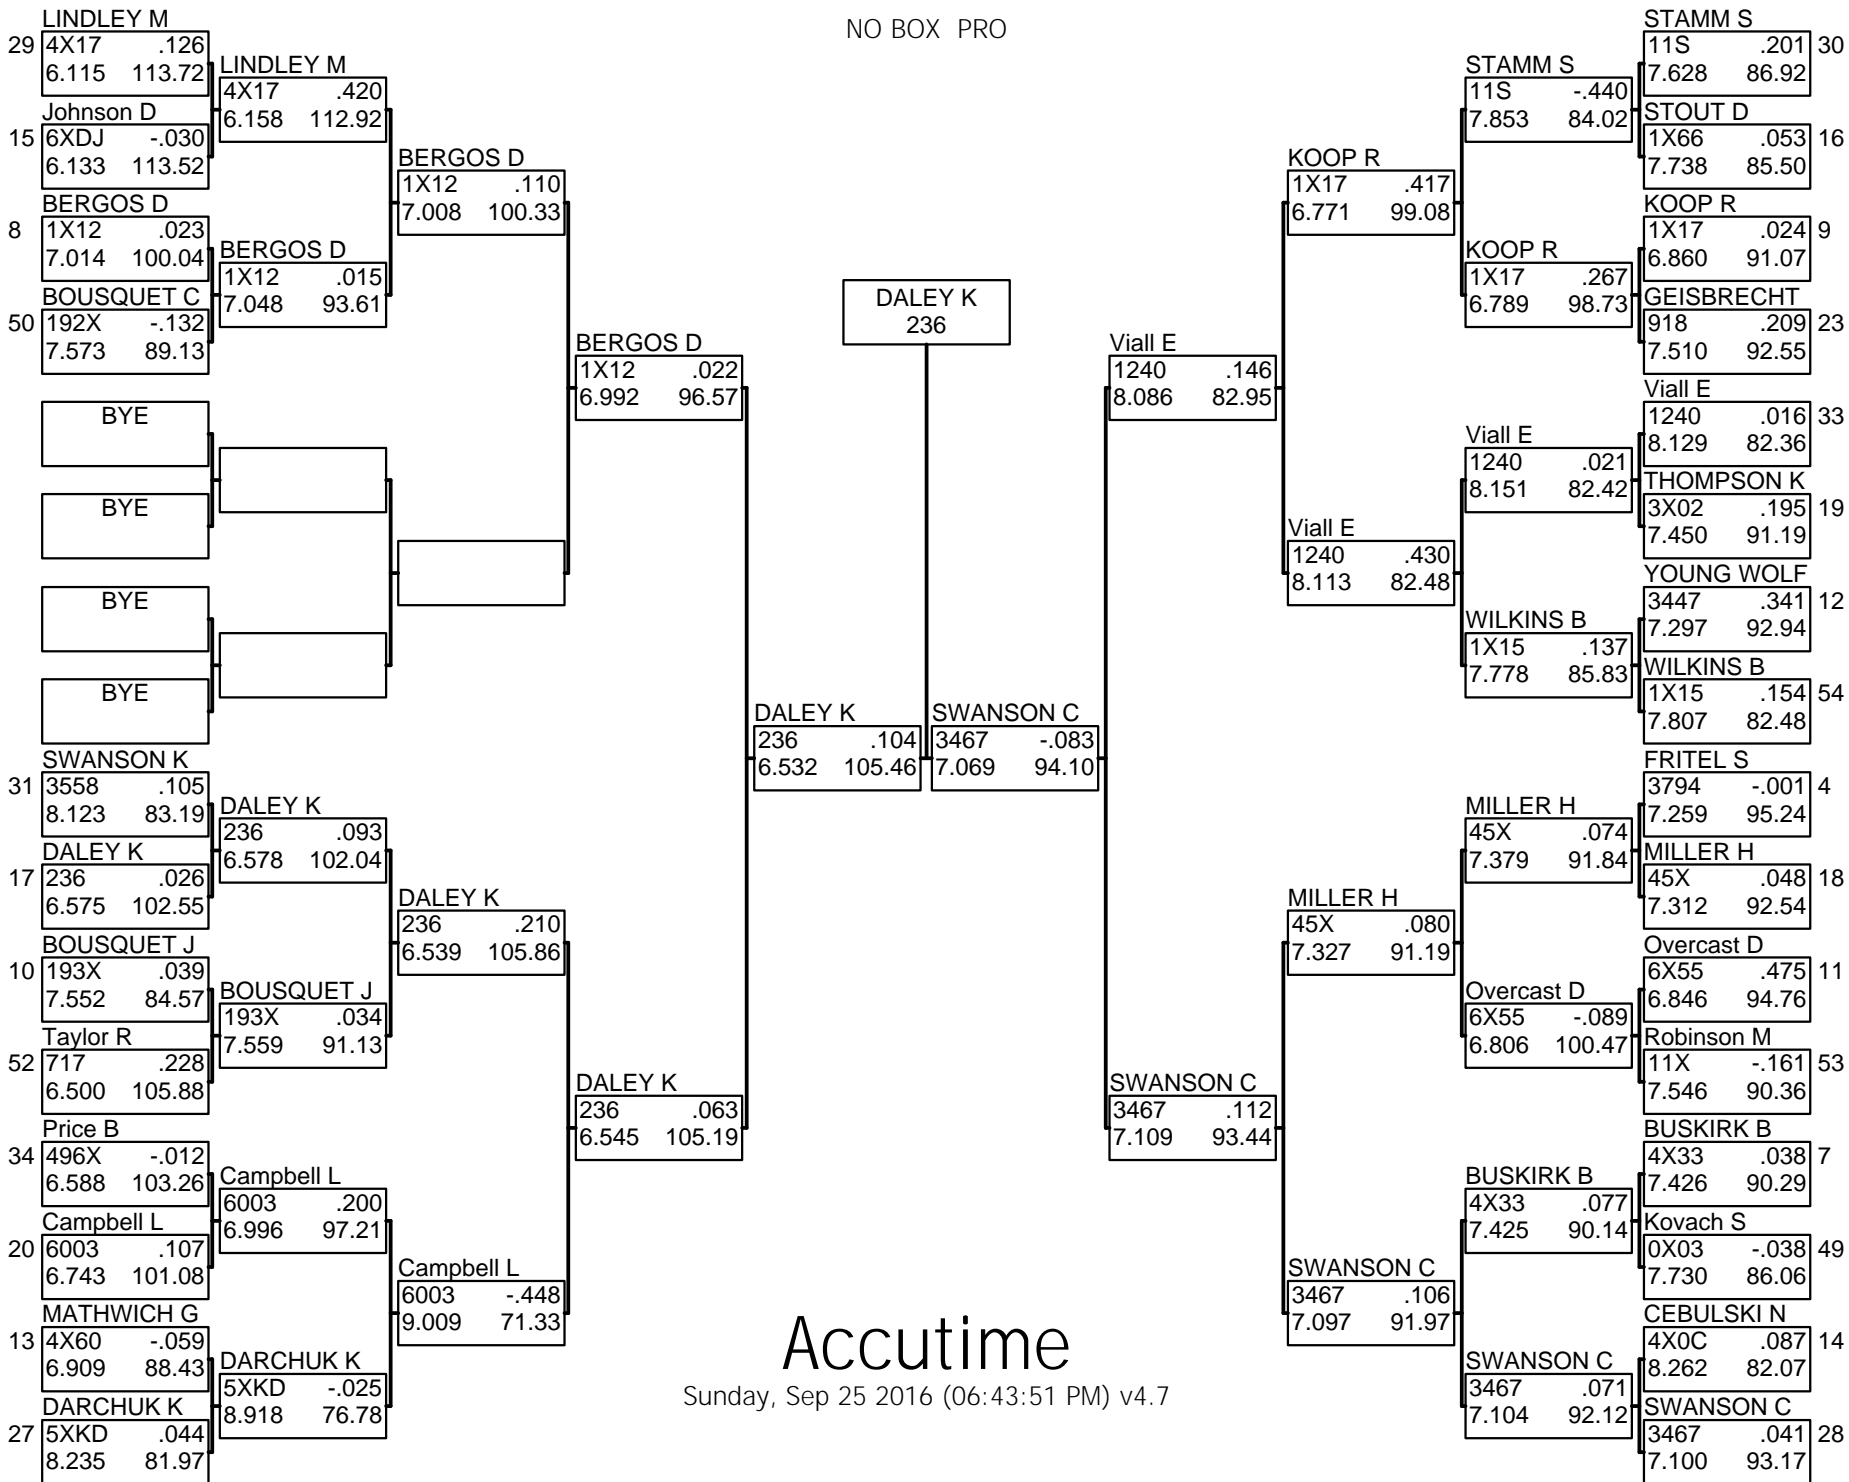 NO BOX PRO
LINDLEY M
29 4X17 .126
6.115 113.72
Johnson D
15 6XDJ -.030
6.133 113.52
BERGOS D
8 1X12 .023
7.014 100.04
BOUSQUET C
50 192X -.132
7.573 89.13
BYE
BYE
BYE
BYE
SWANSON K
31 3558 .105
8.123 83.19
DALEY K
17 236 .026
6.575 102.55
BOUSQUET J
10 193X .039
7.552 84.57
Taylor R
52 717 .228
6.500 105.88
Price B
34 496X -.012
6.588 103.26
Campbell L
20 6003 .107
6.743 101.08
MATHWICH G
13 4X60 -.059
6.909 88.43
DARCHUK K
27 5XKD .044
8.235 81.97
LINDLEY M
4X17 .420
6.158 112.92
BERGOS D
1X12 .015
7.048 93.61
DALEY K
236 .093
6.578 102.04
BOUSQUET J
193X .034
7.559 91.13
Campbell L
6003 .200
6.996 97.21
DARCHUK K
5XKD -.025
8.918 76.78
BERGOS D
1X12 .110
7.008 100.33
DALEY K
236 .210
6.539 105.86
Campbell L
6003 -.448
9.009 71.33
BERGOS D
1X12 .022
6.992 96.57
DALEY K
236 .063
6.545 105.19
DALEY K
236 .104
6.532 105.46
DALEY K
236
SWANSON C
3467 -.083
7.069 94.10
Viall E
1240 .146
8.086 82.95
SWANSON C
3467 .112
7.109 93.44
KOOP R
1X17 .417
6.771 99.08
Viall E
1240 .430
8.113 82.48
MILLER H
45X .080
7.327 91.19
SWANSON C
3467 .106
7.097 91.97
STAMM S
11S -.440
7.853 84.02
KOOP R
1X17 .267
6.789 98.73
Viall E
1240 .021
8.151 82.42
WILKINS B
1X15 .137
7.778 85.83
MILLER H
45X .074
7.379 91.84
Overcast D
6X55 -.089
6.806 100.47
BUSKIRK B
4X33 .077
7.425 90.14
SWANSON C
3467 .071
7.104 92.12
STAMM S
11S .201 30
7.628 86.92
STOUT D
1X66 .053 16
7.738 85.50
KOOP R
1X17 .024 9
6.860 91.07
GEISBRECHT
918 .209 23
7.510 92.55
Viall E
1240 .016 33
8.129 82.36
THOMPSON K
3X02 .195 19
7.450 91.19
YOUNG WOLF
3447 .341 12
7.297 92.94
WILKINS B
1X15 .154 54
7.807 82.48
FRITEL S
3794 -.001 4
7.259 95.24
MILLER H
45X .048 18
7.312 92.54
Overcast D
6X55 .475 11
6.846 94.76
Robinson M
11X -.161 53
7.546 90.36
BUSKIRK B
4X33 .038 7
7.426 90.29
Kovach S
0X03 -.038 49
7.730 86.06
CEBULSKI N
4X0C .087 14
8.262 82.07
SWANSON C
3467 .041 28
7.100 93.17
Accutime
Sunday, Sep 25 2016 (06:43:51 PM) v4.7